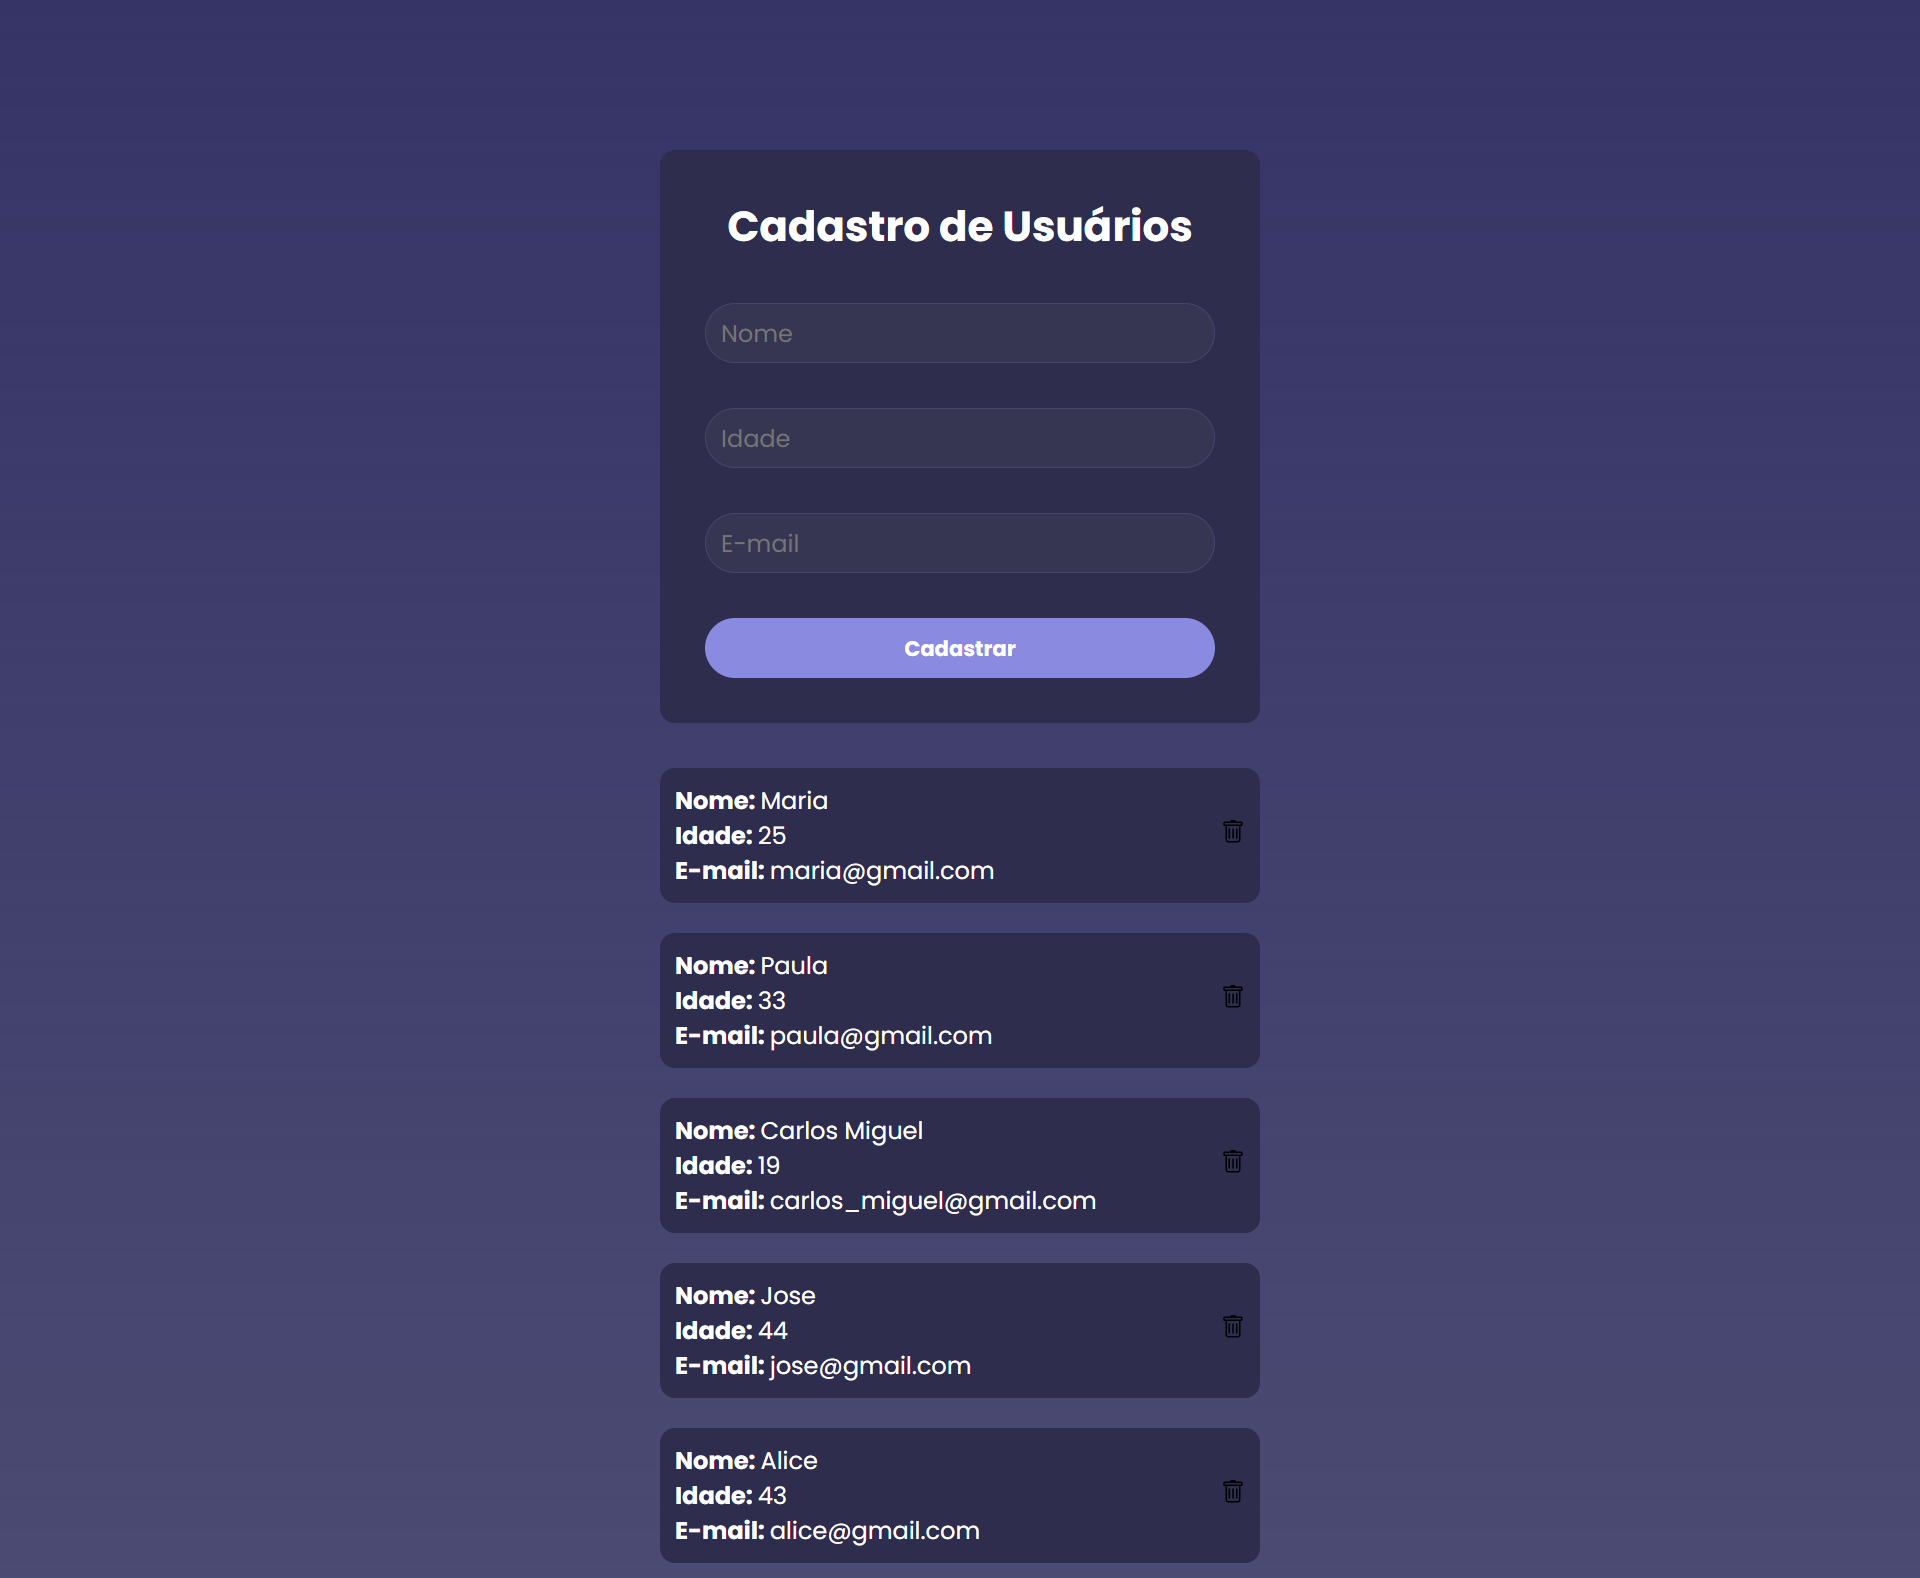 Cadastro de Usuários
Nome
Idade
E-mail
Cadastrar
Nome: Maria
Idade: 25
E-mail: maria@gmail.com
Nome: Paula
Idade: 33
E-mail: paula@gmail.com
Nome: Carlos Miguel
Idade: 19
E-mail: carlos_miguel@gmail.com
Nome: Jose
Idade: 44
E-mail: jose@gmail.com
Nome: Alice
Idade: 43
E-mail: alice@gmail.com